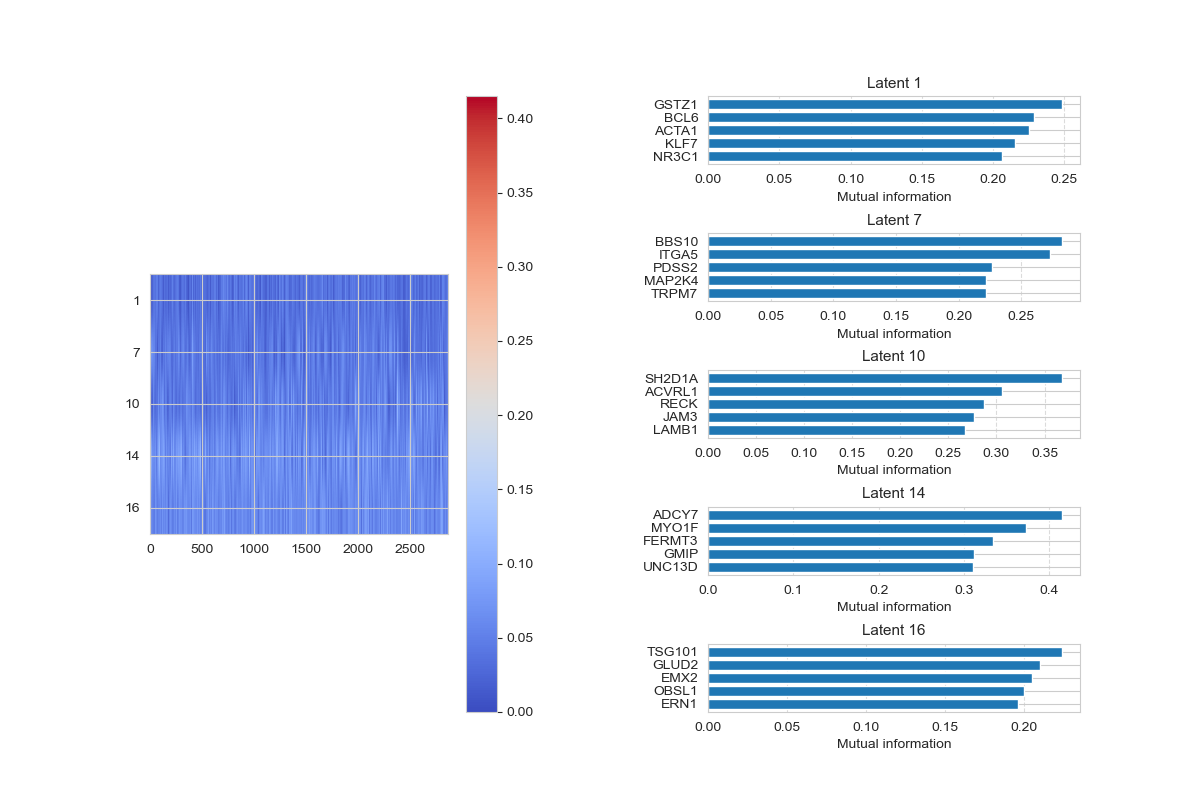 1
7
10
14
16
0 500 1000 1500 2000 2500
0.40
0.35
0.30
0.25
0.20
0.15
0.10
0.05
0.00
Latent 1
GSTZ1
BCL6
ACTA1
KLF7
NR3C1
0.00 0.05 0.10 0.15 0.20 0.25
Mutual information
Latent 7
BBS10
ITGA5
PDSS2
MAP2K4
TRPM7
0.00 0.05 0.10 0.15 0.20 0.25
Mutual information
Latent 10
SH2D1A
ACVRL1
RECK
JAM3
LAMB1
0.00 0.05 0.10 0.15 0.20 0.25 0.30 0.35
Mutual information
Latent 14
ADCY7
MYO1F
FERMT3
GMIP
UNC13D
0.0 0.1 0.2 0.3 0.4
Mutual information
Latent 16
TSG101
GLUD2
EMX2
OBSL1
ERN1
0.00 0.05 0.10 0.15 0.20
Mutual information